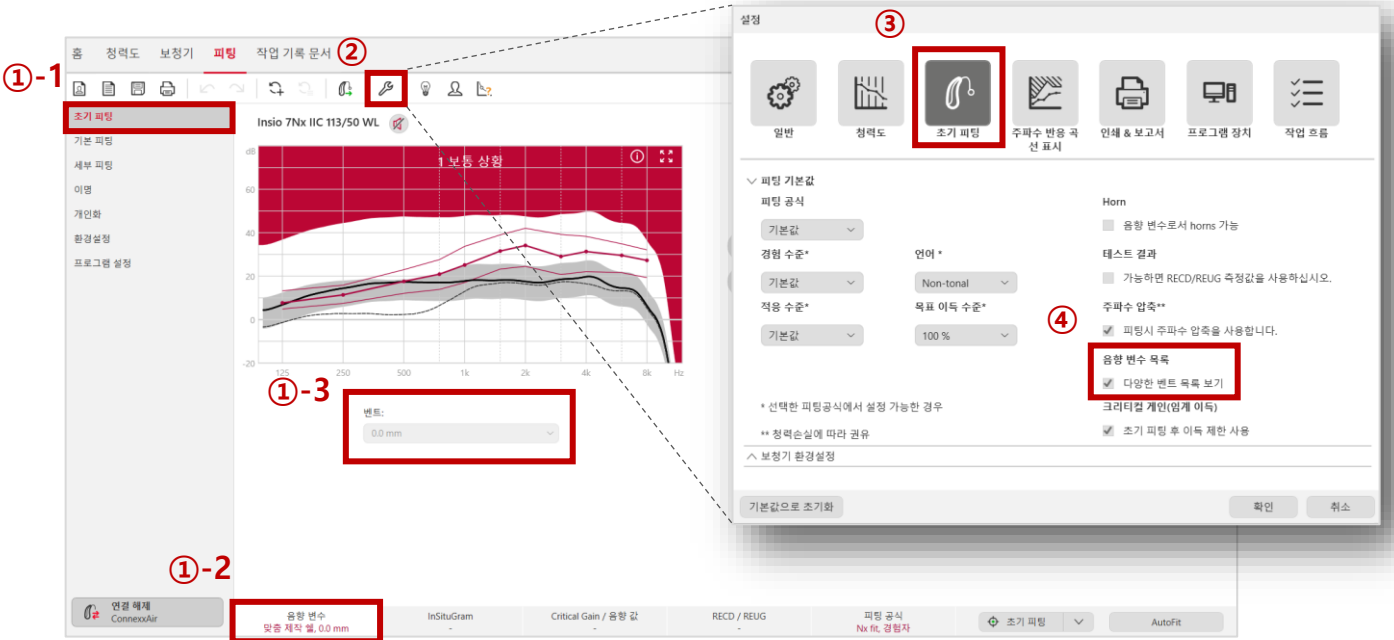 홈 청력도 보청기 피팅 작업 기록 문서 ②
①-1
초기 피팅
기본 피팅
세부 피팅
이명
개인화
환경설정
프로그램 설정
Insio 7Nx IIC 113/50 WL
1 보통 상황
dB
60
40
20
0
-20
125 250 500 1k 2k 4k 8k Hz
①-3
벤트:
0.0 mm
①-2
연결 해제
ConnexxAir
음향 변수
맞춤 제작 쉘, 0.0 mm
InSituGram
-
Critical Gain / 음향 값
-
RECD / REUG
-
피팅 공식
Nx fit, 경험자
초기 피팅
AutoFit
설정
③
일반
청력도
초기 피팅
주파수 반응 곡
선 표시
인쇄 & 보고서
프로그램 장치
작업 흐름
피팅 기본값
피팅 공식
기본값
경험 수준* 언어 *
기본값 Non-tonal
적응 수준* 목표 이득 수준*
기본값 100 %
* 선택한 피팅공식에서 설정 가능한 경우
** 청력손실에 따라 권유
Horn
음향 변수로서 horns 가능
테스트 결과
가능하면 RECD/REUG 측정값을 사용하십시오.
주파수 압축**
④
피팅시 주파수 압축을 사용합니다.
음향 변수 목록
다양한 벤트 목록 보기
크리티컬 게인(임계 이득)
초기 피팅 후 이득 제한 사용
보청기 환경설정
기본값으로 초기화 확인 취소